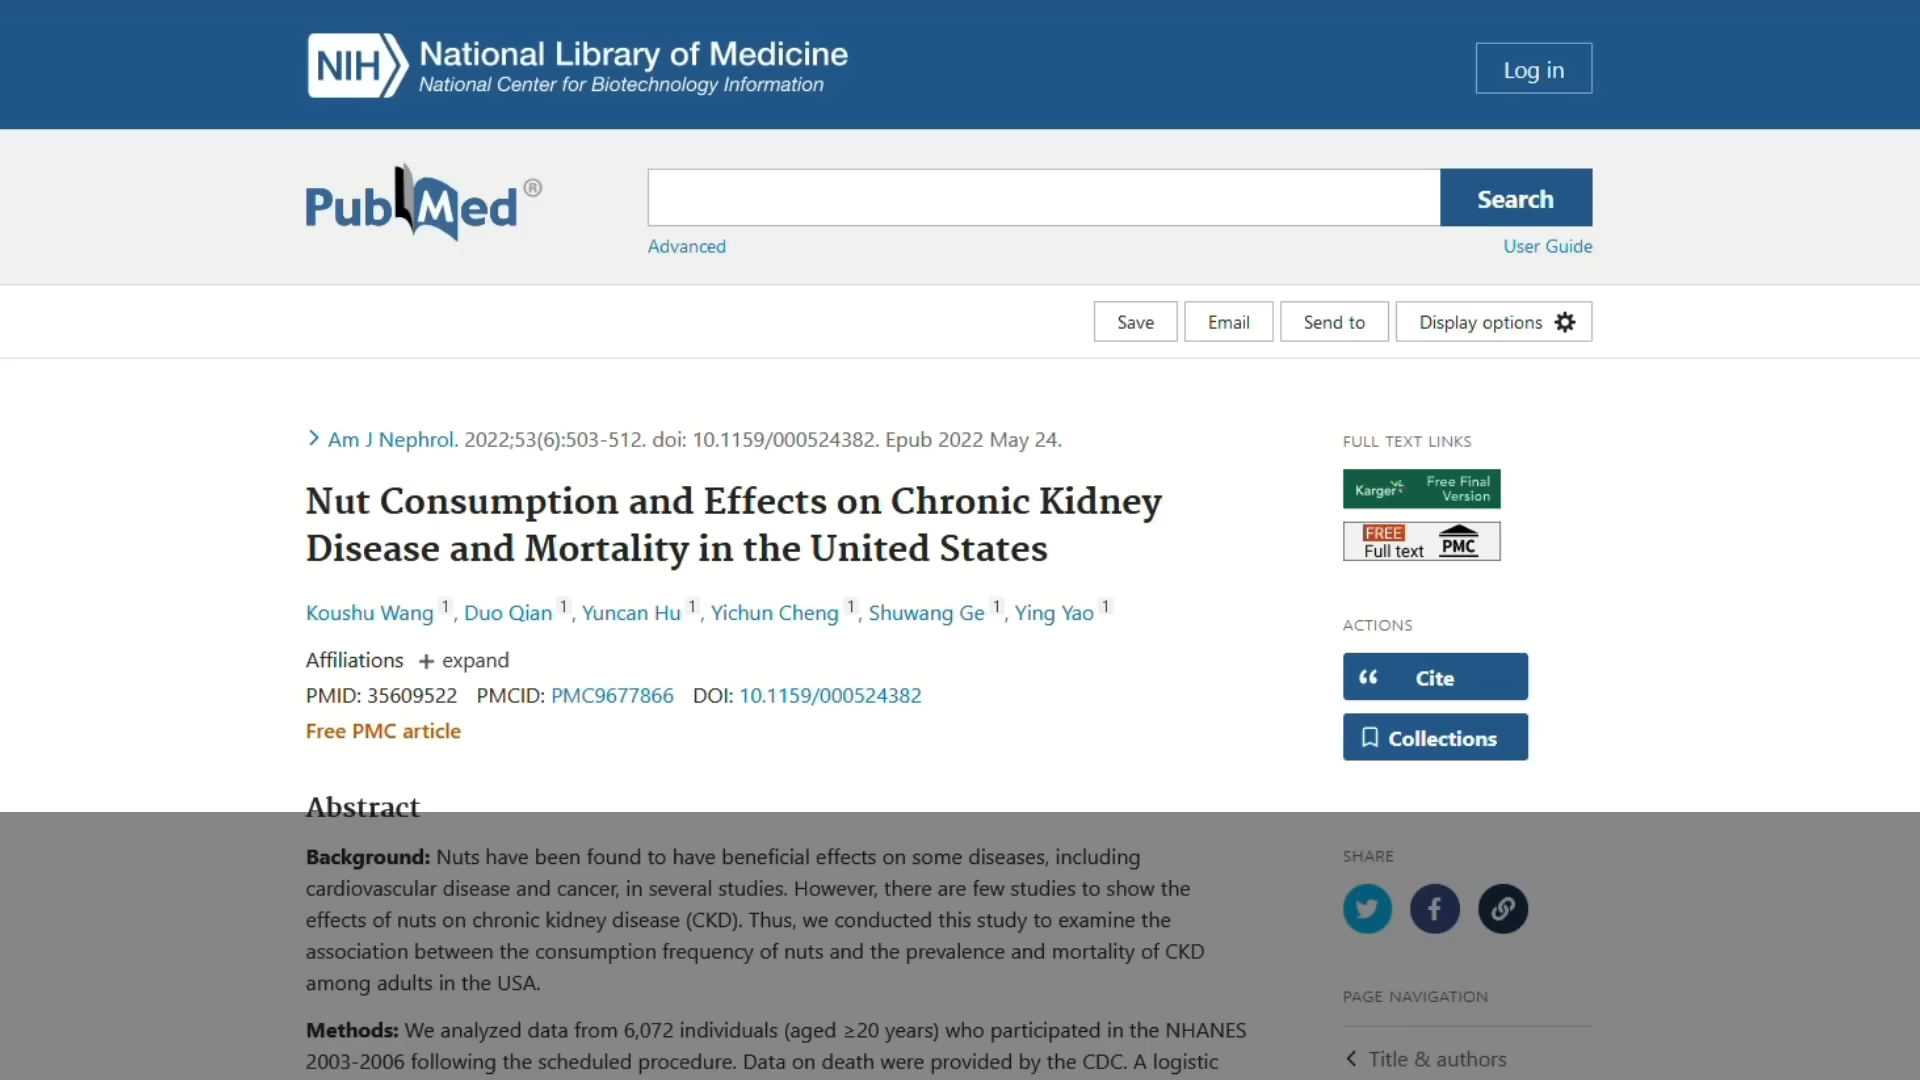 NIH National Library of Medicine
National Center for Biotechnology Information
Log in
PubMed®
Search
Advanced
User Guide
Save
Email
Send to
Display options
Am J Nephrol. 2022;53(6):503-512. doi: 10.1159/000524382. Epub 2022 May 24.
Nut Consumption and Effects on Chronic Kidney
Disease and Mortality in the United States
Koushu Wang 1, Duo Qian 1, Yuncan Hu 1, Yichun Cheng 1, Shuwang Ge 1, Ying Yao 1
Affiliations + expand
PMID: 35609522 PMCID: PMC9677866 DOI: 10.1159/000524382
Free PMC article
Abstract
Background: Nuts have been found to have beneficial effects on some diseases, including
cardiovascular disease and cancer, in several studies. However, there are few studies to show the
effects of nuts on chronic kidney disease (CKD). Thus, we conducted this study to examine the
association between the consumption frequency of nuts and the prevalence and mortality of CKD
among adults in the USA.
Methods: We analyzed data from 6,072 individuals (aged ≥20 years) who participated in the NHANES
2003-2006 following the scheduled procedure. Data on death were provided by the CDC. A logistic
FULL TEXT LINKS
Karger Free Final
Version
FREE
Full text PMC
ACTIONS
Cite
Collections
SHARE
PAGE NAVIGATION
Title & authors